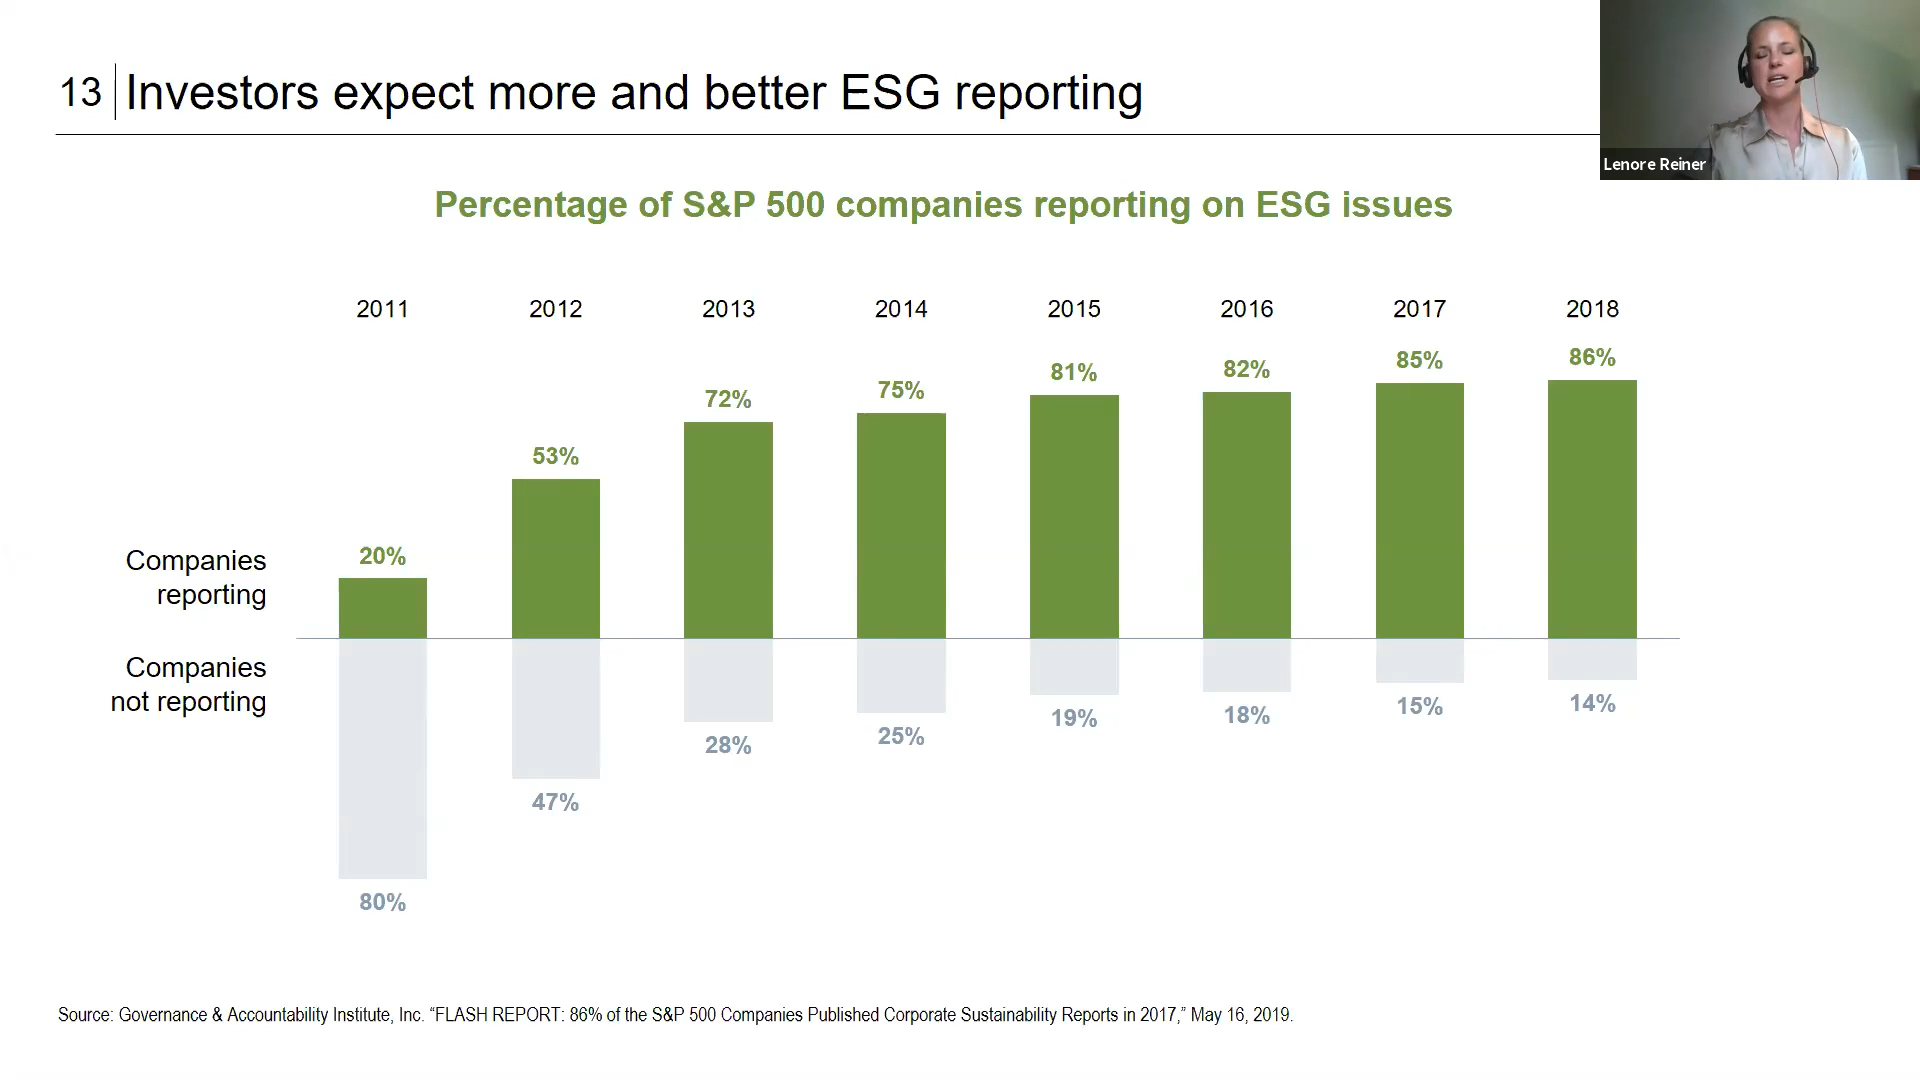 13 Investors expect more and better ESG reporting
Lenore Reiner
Percentage of S&P 500 companies reporting on ESG issues
2011 2012 2013 2014 2015 2016 2017 2018
20% 53% 72% 75% 81% 82% 85% 86%
Companies
reporting
Companies
not reporting
80% 47% 28% 25% 19% 18% 15% 14%
Source: Governance & Accountability Institute, Inc. “FLASH REPORT: 86% of the S&P 500 Companies Published Corporate Sustainability Reports in 2017,” May 16, 2019.